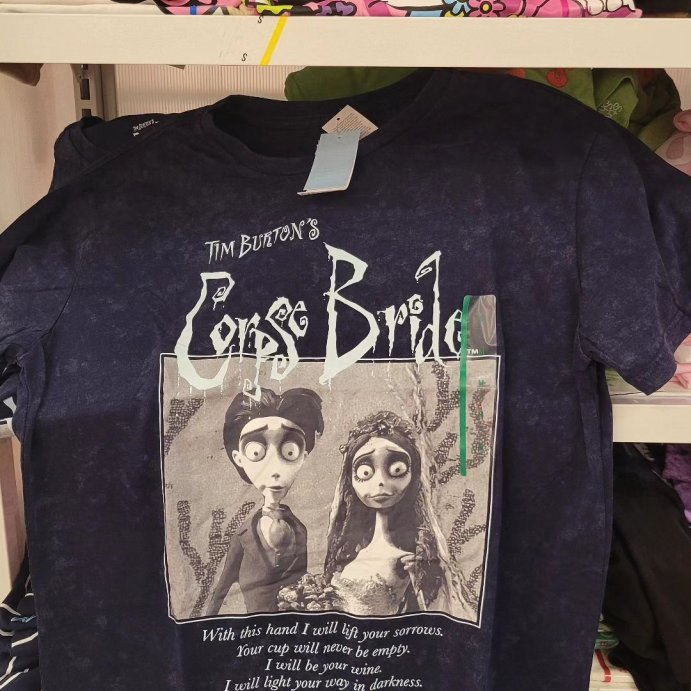 S
S
TIM BURTON'S
Corpse Bride
TM
With this hand I will lift your sorrows.
Your cup will never be empty.
I will be your wine.
I will light your way in darkness.